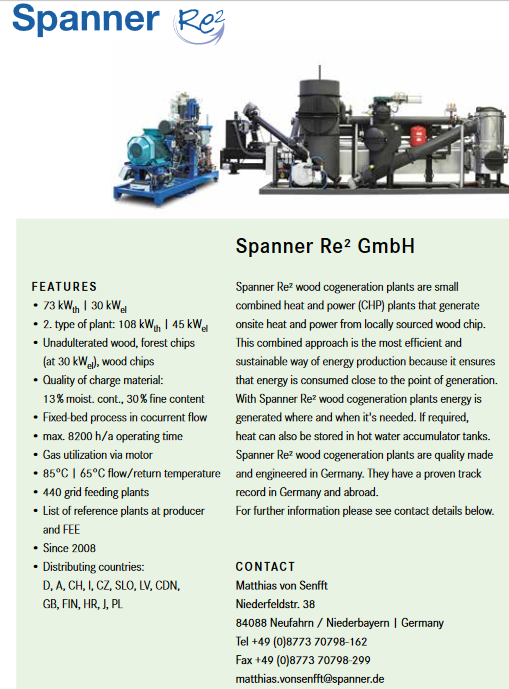 Spanner Re²
Spanner Re² GmbH
FEATURES
• 73 kWth | 30 kWel
• 2. type of plant: 108 kWth | 45 kWel
• Unadulterated wood, forest chips
(at 30 kWel), wood chips
• Quality of charge material:
13 % moist. cont., 30 % fine content
• Fixed-bed process in cocurrent flow
• max. 8200 h/a operating time
• Gas utilization via motor
• 85°C | 65°C flow/return temperature
• 440 grid feeding plants
• List of reference plants at producer
and FEE
• Since 2008
• Distributing countries:
D, A, CH, I, CZ, SLO, LV, CDN,
GB, FIN, HR, J, PL
Spanner Re² wood cogeneration plants are small
combined heat and power (CHP) plants that generate
onsite heat and power from locally sourced wood chip.
This combined approach is the most efficient and
sustainable way of energy production because it ensures
that energy is consumed close to the point of generation.
With Spanner Re² wood cogeneration plants energy is
generated where and when it's needed. If required,
heat can also be stored in hot water accumulator tanks.
Spanner Re² wood cogeneration plants are quality made
and engineered in Germany. They have a proven track
record in Germany and abroad.
For further information please see contact details below.
CONTACT
Matthias von Senfft
Niederfeldstr. 38
84088 Neufahrn / Niederbayern | Germany
Tel +49 (0)8773 70798-162
Fax +49 (0)8773 70798-299
matthias.vonsenfft@spanner.de